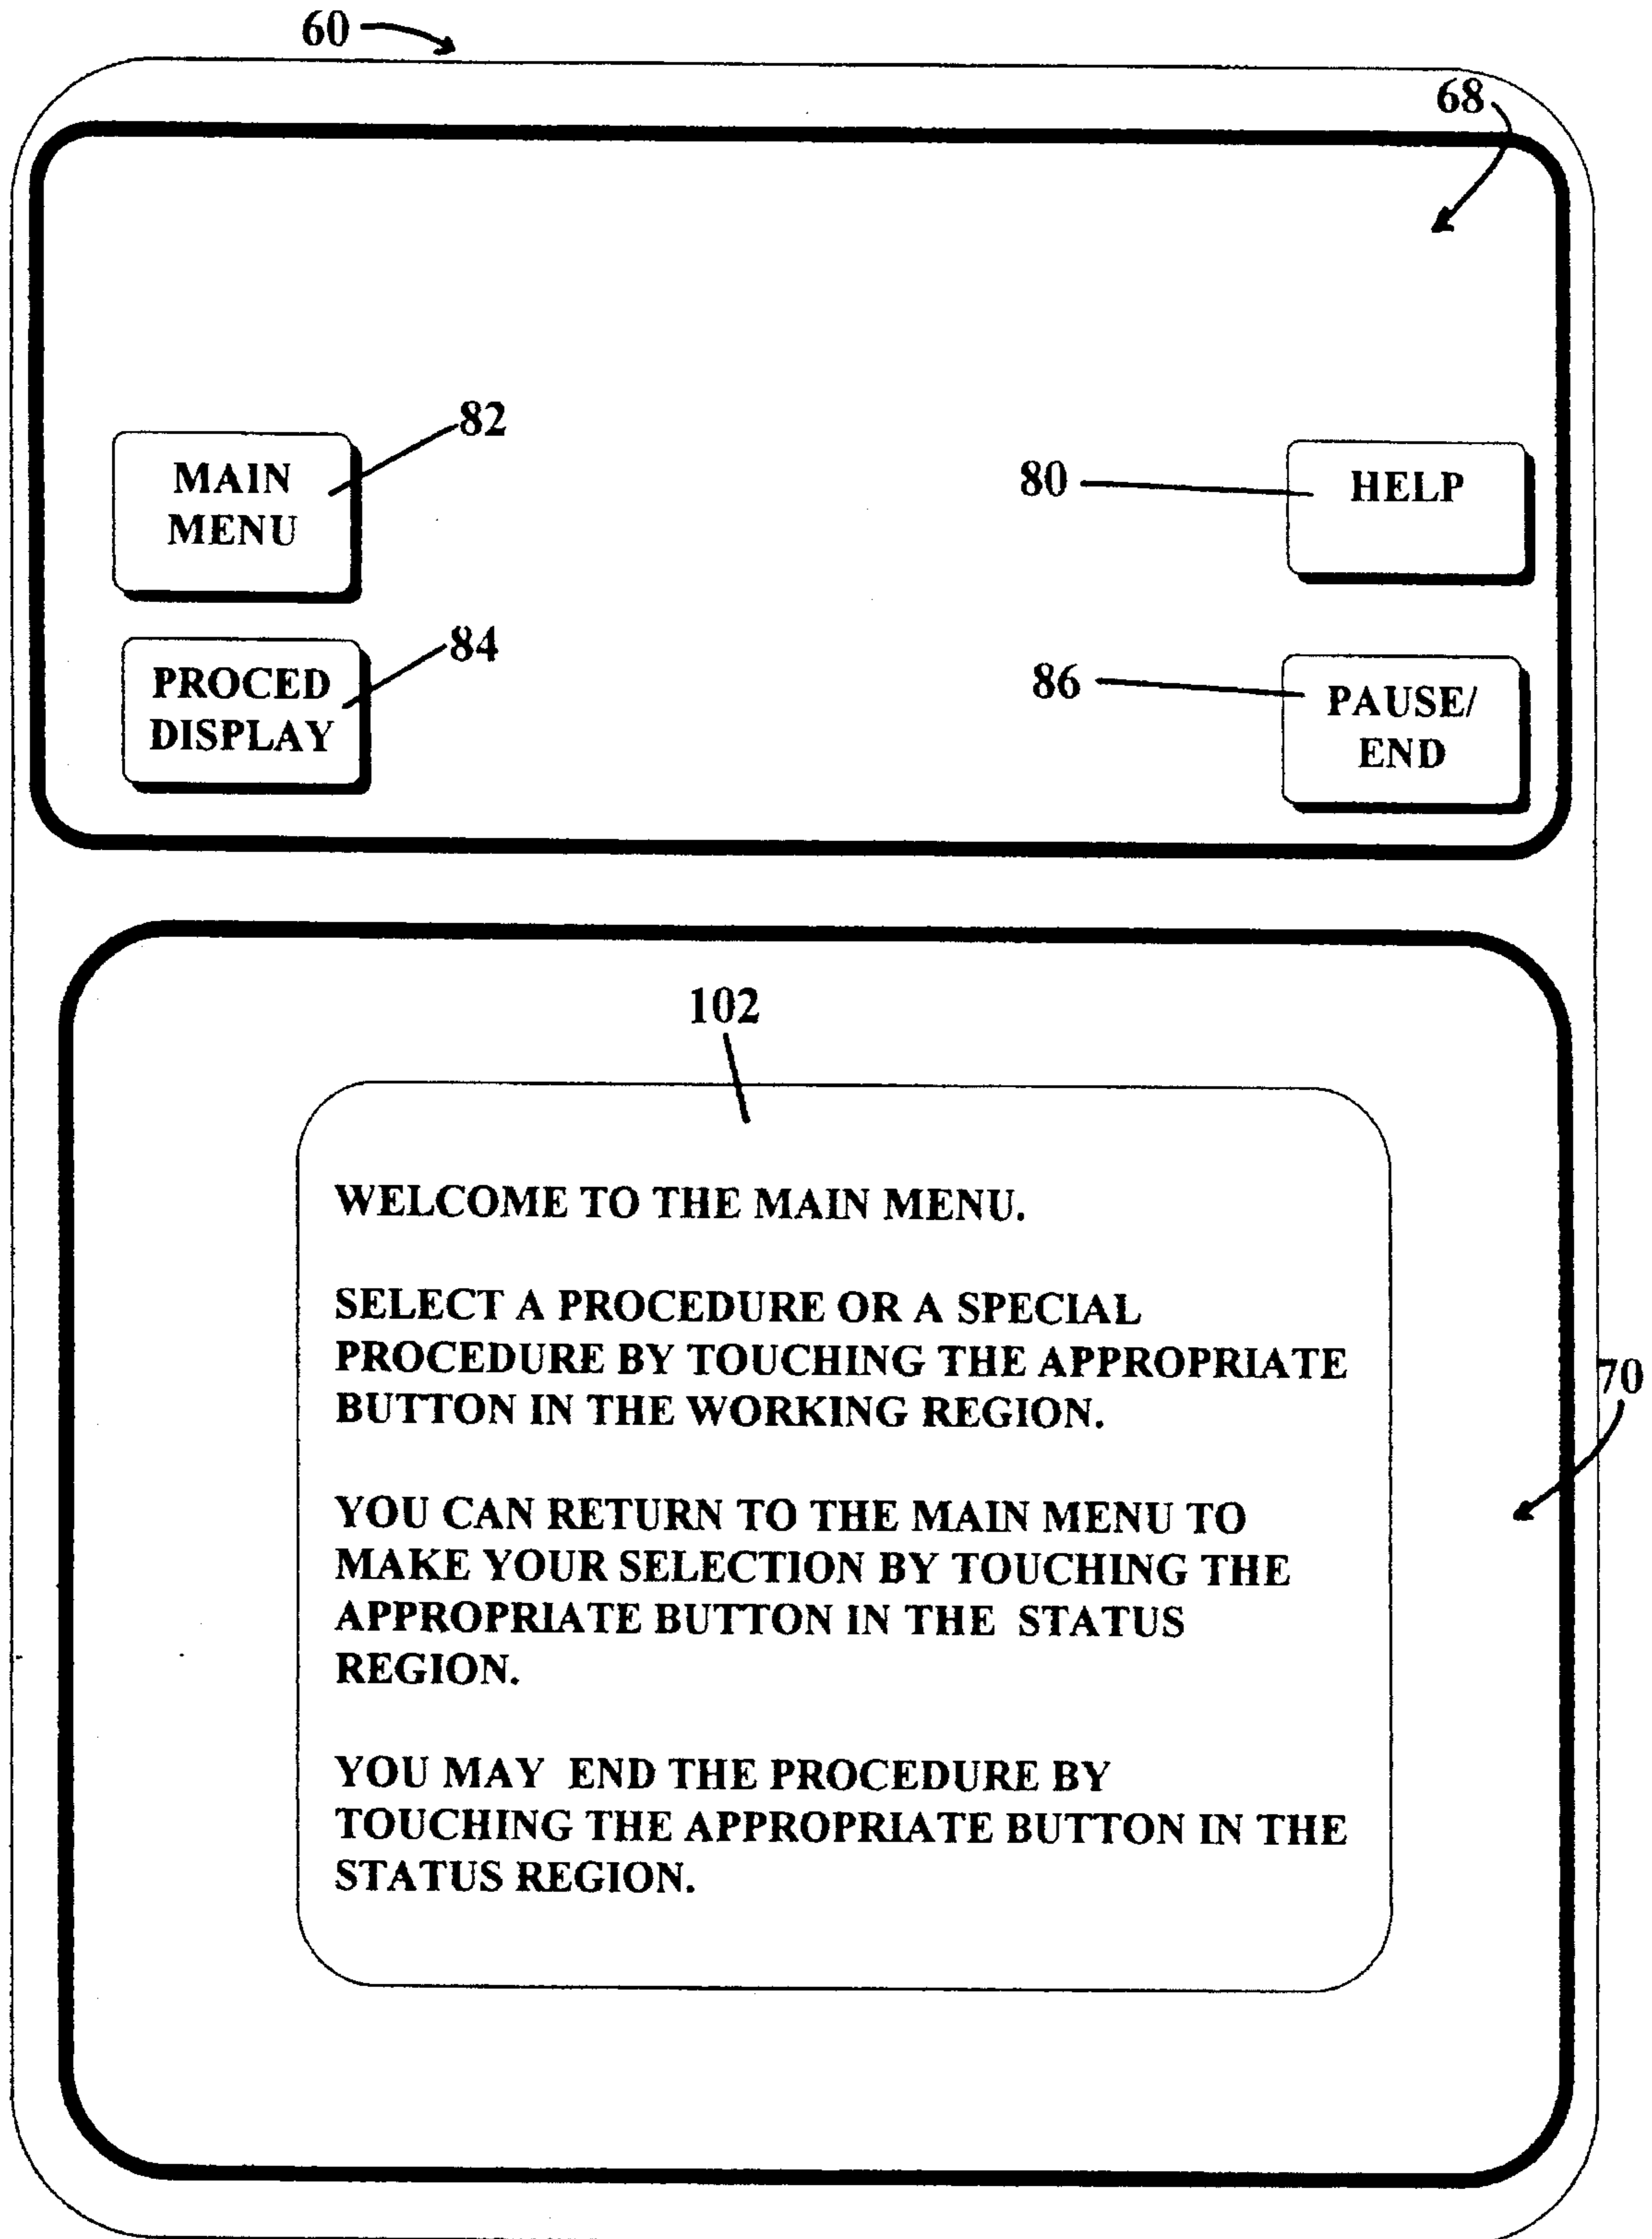 60
68
MAIN
MENU
82
80
HELP
PROCED
DISPLAY
84
86
PAUSE/
END
102
WELCOME TO THE MAIN MENU.
SELECT A PROCEDURE OR A SPECIAL
PROCEDURE BY TOUCHING THE APPROPRIATE
BUTTON IN THE WORKING REGION.
70
YOU CAN RETURN TO THE MAIN MENU TO
MAKE YOUR SELECTION BY TOUCHING THE
APPROPRIATE BUTTON IN THE STATUS
REGION.
YOU MAY END THE PROCEDURE BY
TOUCHING THE APPROPRIATE BUTTON IN THE
STATUS REGION.